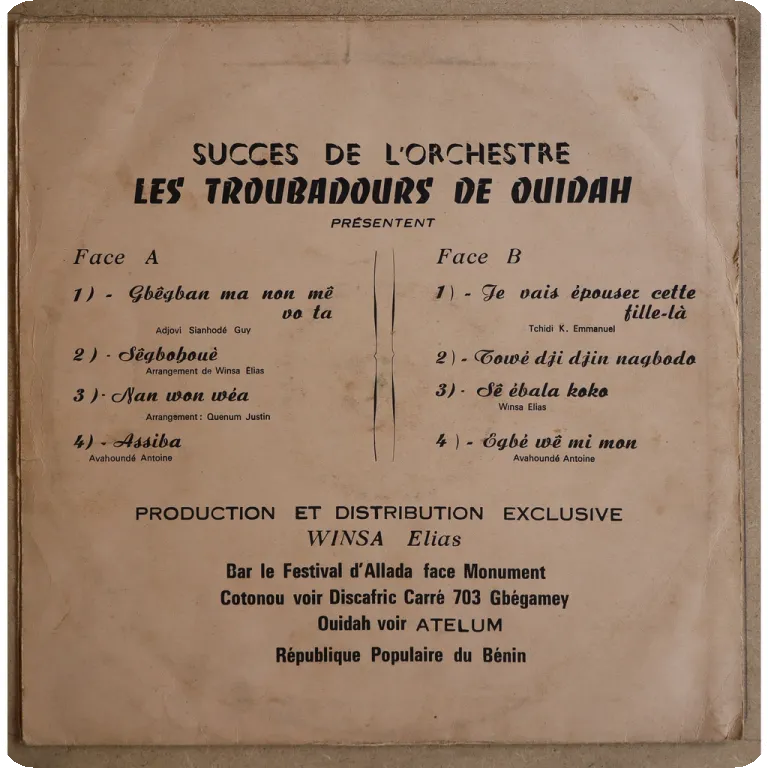 SUCCES DE L'ORCHESTRE
LES TROUBADOURS DE OUIDAH
PRÉSENTENT
Face A
1) - Gbêgban ma non mê
vo ta
Adjovi Sianhodé Guy
2) - Sêgbohouè
Arrangement de Winsa Elias
3) - Nan won wéa
Arrangement : Quenum Justin
4) - Assiba
Avahoundé Antoine
Face B
1) - Je vais épouser cette
fille-là
Tchidi K. Emmanuel
2) - Towé dji djin nagbodo
3) - Sê ébala koko
Winsa Elias
4) - Egbé wê mi mon
Avahoundé Antoine
PRODUCTION ET DISTRIBUTION EXCLUSIVE
WINSA Elias
Bar le Festival d'Allada face Monument
Cotonou voir Discafric Carré 703 Gbégamey
Ouidah voir ATELUM
République Populaire du Bénin